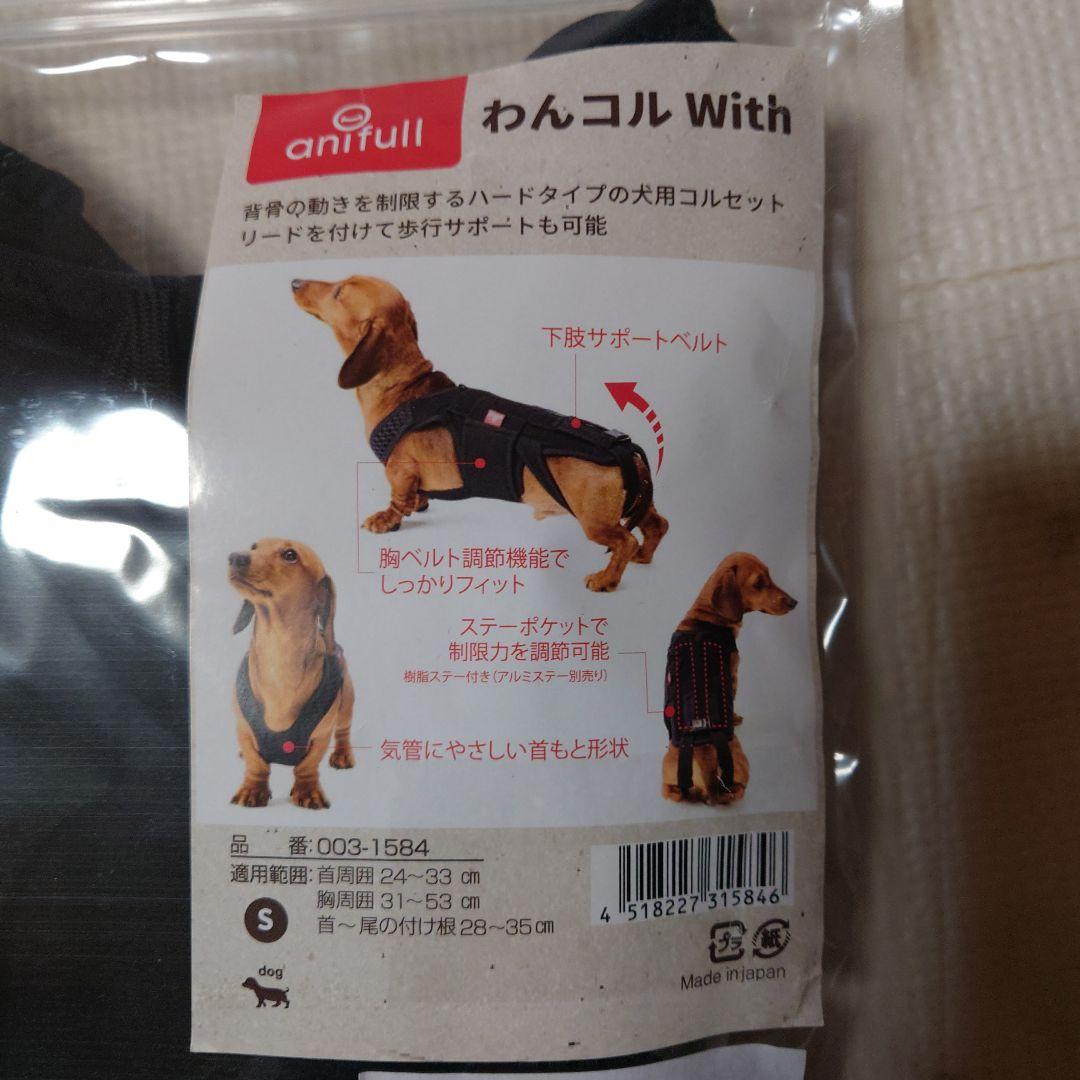 anifull
わんコル With
背骨の動きを制限するハードタイプの犬用コルセット
リードを付けて歩行サポートも可能
下肢サポートベルト
胸ベルト調節機能で
しっかりフィット
ステーポケットで
制限力を調節可能
樹脂ステー付き(アルミステー別売り)
気管にやさしい首もと形状
品　番:003-1584
適用範囲:首周囲 24～33 cm
胸周囲 31～53 cm
首～尾の付け根 28～35cm
S
dog
4 518227 315846
プラ
紙
Made in japan